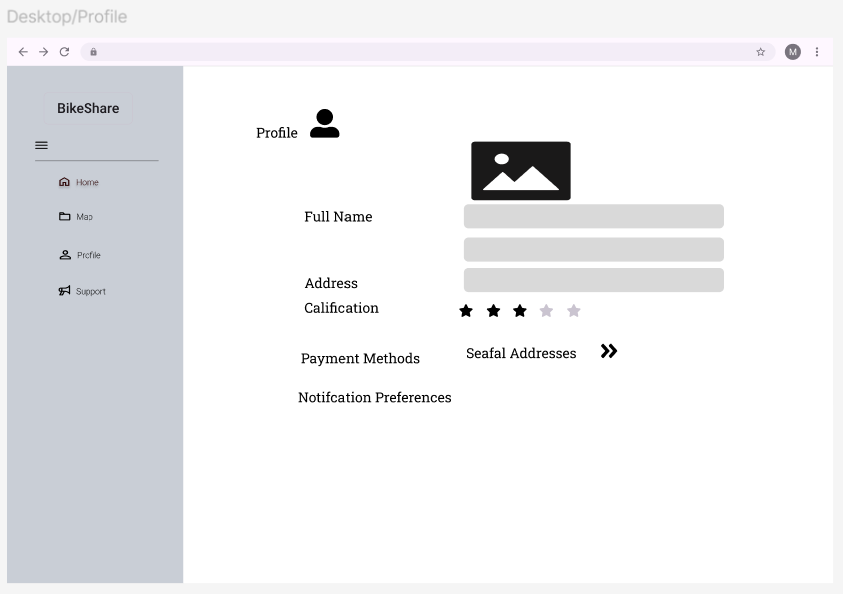 Desktop/Profile
M
BikeShare
Home
Map
Profile
Support
Profile
Full Name
Address
Calification
Payment Methods
Seafal Addresses
Notifcation Preferences